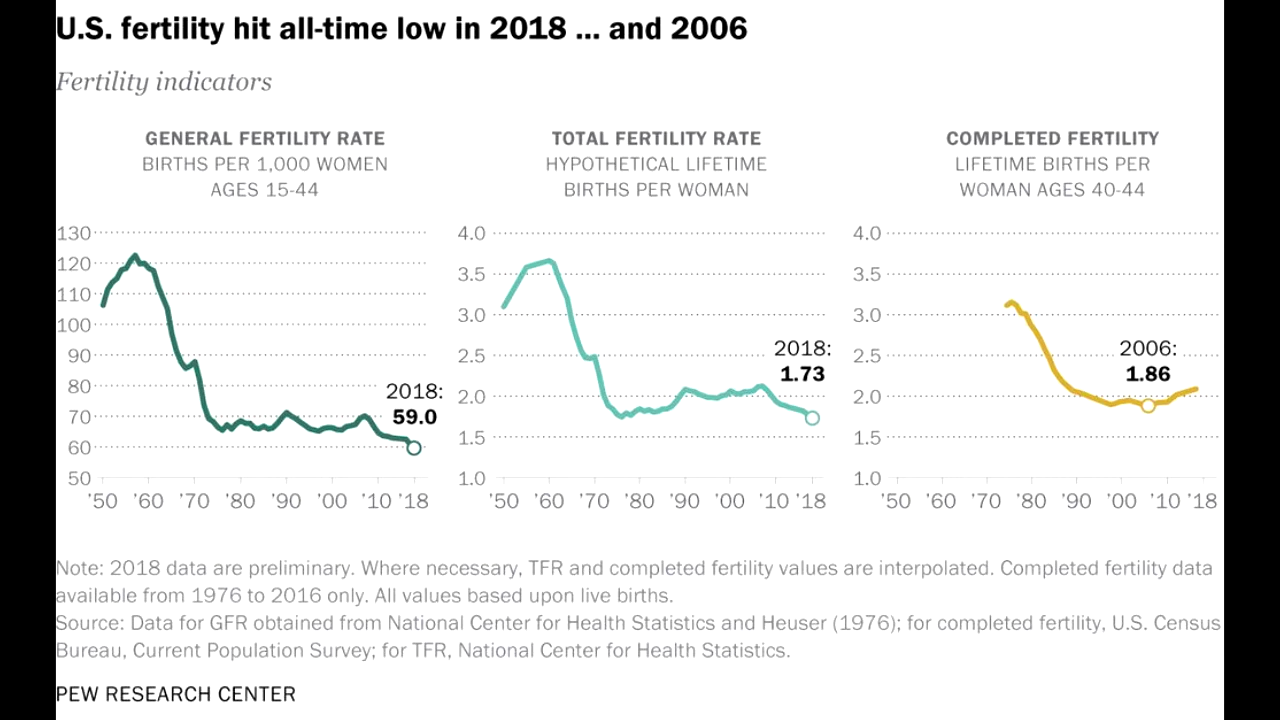 U.S. fertility hit all-time low in 2018 ... and 2006
Fertility indicators
GENERAL FERTILITY RATE
BIRTHS PER 1,000 WOMEN
AGES 15-44
130
120
110
100
90
80
70
60
50
2018:
59.0
'50 '60 '70 '80 '90 '00 '10 '18
TOTAL FERTILITY RATE
HYPOTHETICAL LIFETIME
BIRTHS PER WOMAN
4.0
3.5
3.0
2.5
2.0
1.5
1.0
2018:
1.73
'50 '60 '70 '80 '90 '00 '10 '18
COMPLETED FERTILITY
LIFETIME BIRTHS PER
WOMAN AGES 40-44
4.0
3.5
3.0
2.5
2.0
1.5
1.0
2006:
1.86
'50 '60 '70 '80 '90 '00 '10 '18
Note: 2018 data are preliminary. Where necessary, TFR and completed fertility values are interpolated. Completed fertility data
available from 1976 to 2016 only. All values based upon live births.
Source: Data for GFR obtained from National Center for Health Statistics and Heuser (1976); for completed fertility, U.S. Census
Bureau, Current Population Survey; for TFR, National Center for Health Statistics.
PEW RESEARCH CENTER